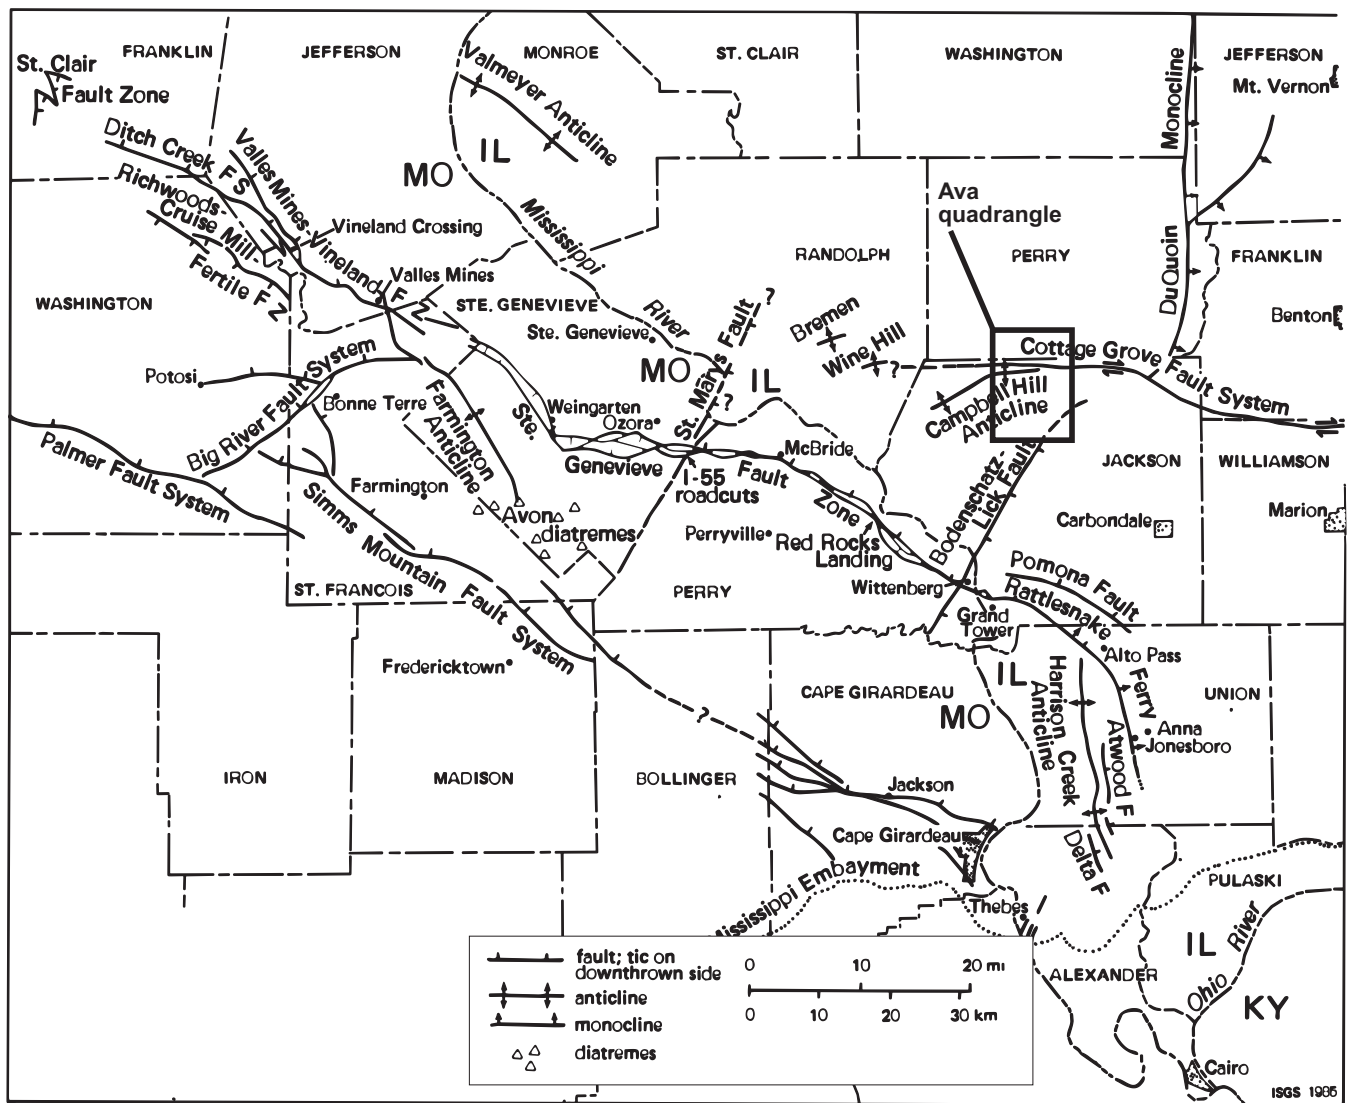 FRANKLIN
JEFFERSON
MONROE
ST. CLAIR
WASHINGTON
JEFFERSON
St. Clair
Fault Zone
Mt. Vernon
Valmeyer Anticline
Monocline
DuQuoin
Ditch Creek F S
Valles Mines-Vineland F Z
IL
MO
Richwoods-
Cruise Mill-
Fertile F Z
Vineland Crossing
Valles Mines
Mississippi
River
Ava
quadrangle
RANDOLPH
PERRY
FRANKLIN
WASHINGTON
STE. GENEVIEVE
Ste. Genevieve
Benton
St. Marys Fault
?
?
Bremen
Wine Hill
?
Cottage Grove Fault System
Campbell Hill
Anticline
MO
IL
Potosi
Big River Fault System
Bonne Terre
Farmington
Anticline
Ste.
Genevieve
Fault
Zone
Weingarten
Ozora
McBride
I-55
roadcuts
Palmer Fault System
Farmington
Simms Mountain Fault System
Avon
diatremes
Perryville
Red Rocks
Landing
Bodenschatz-
Lick Fault
JACKSON
WILLIAMSON
Carbondale
Marion
Wittenberg
Pomona Fault
Rattlesnake
Ferry
Grand
Tower
ST. FRANCOIS
PERRY
Alto Pass
Fredericktown
CAPE GIRARDEAU
IL
MO
UNION
Harrison Creek
Anticline
Atwood F
Anna
Jonesboro
?
IRON
MADISON
BOLLINGER
Jackson
Cape Girardeau
Delta F
Mississippi Embayment
PULASKI
Thebes
IL
Ohio
River
ALEXANDER
KY
Cairo
fault; tic on
downthrown side
anticline
monocline
diatremes
0 10 20 mi
0 10 20 30 km
ISGS 1985